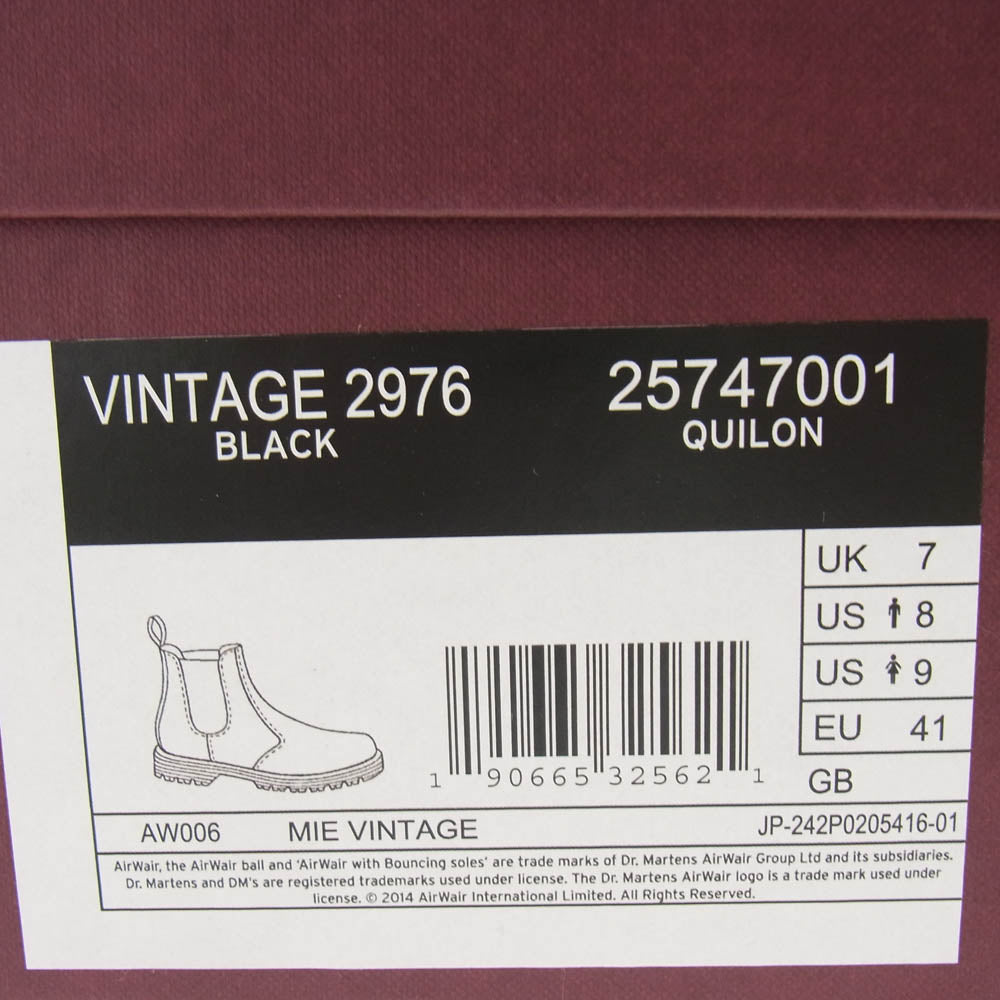 VINTAGE 2976 25747001
BLACK QUILON
UK 7
US 8
US 9
EU 41
1 90665 32562 1
GB
AW006 MIE VINTAGE JP-242P0205416-01
AirWair, the AirWair ball and 'AirWair with Bouncing soles' are trade marks of Dr. Martens AirWair Group Ltd and its subsidiaries.
Dr. Martens and DM's are registered trademarks used under license. The Dr. Martens AirWair logo is a trade mark used under
license. © 2014 AirWair International Limited. All Rights Reserved.